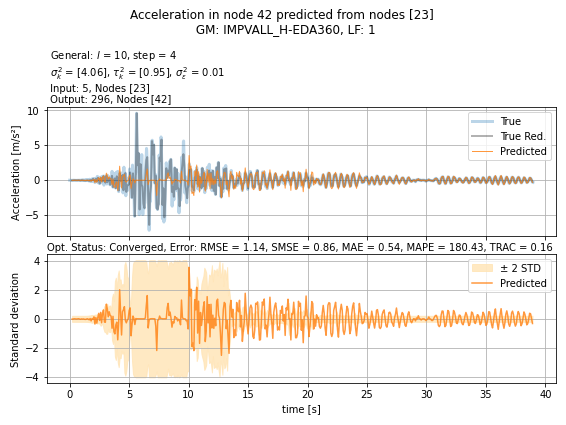 Acceleration in node 42 predicted from nodes [23]
GM: IMPVALL_H-EDA360, LF: 1
General: l = 10, step = 4
σ²ₖ = [4.06], τ²ₖ = [0.95], σ²ε = 0.01
Input: 5, Nodes [23]
Output: 296, Nodes [42]
10
5
0
−5
Acceleration [m/s²]
True
True Red.
Predicted
Opt. Status: Converged, Error: RMSE = 1.14, SMSE = 0.86, MAE = 0.54, MAPE = 180.43, TRAC = 0.16
4
2
0
−2
−4
Standard deviation
± 2 STD
Predicted
0 5 10 15 20 25 30 35 40
time [s]